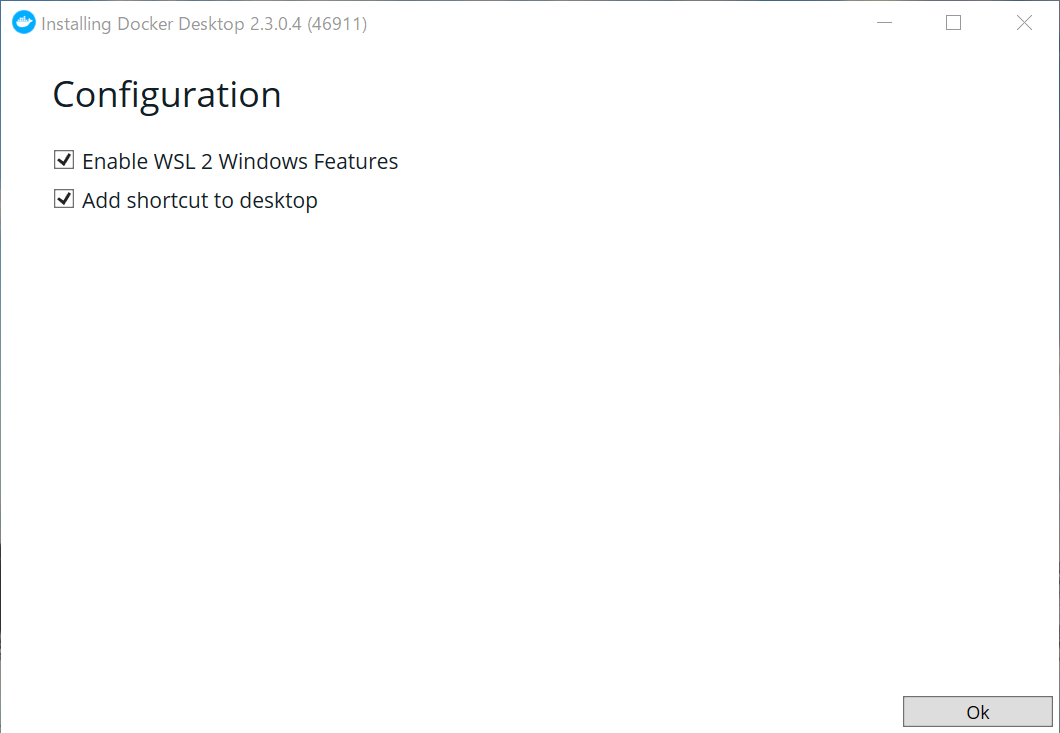 Installing Docker Desktop 2.3.0.4 (46911)
Configuration
Enable WSL 2 Windows Features
Add shortcut to desktop
Ok